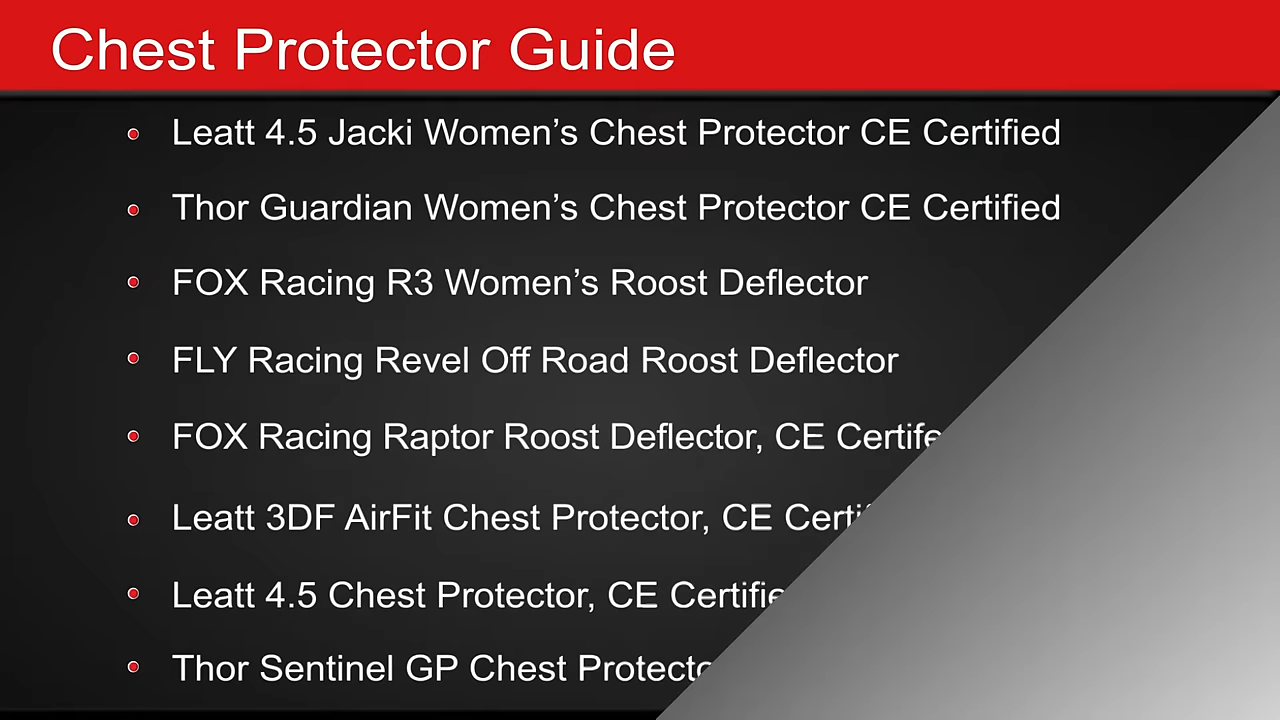 Chest Protector Guide
Leatt 4.5 Jacki Women’s Chest Protector CE Certified
Thor Guardian Women’s Chest Protector CE Certified
FOX Racing R3 Women’s Roost Deflector
FLY Racing Revel Off Road Roost Deflector
FOX Racing Raptor Roost Deflector, CE
Leatt 3DF AirFit Chest Protector, CE
Leatt 4.5 Chest Protector, CE
Thor Sentinel GP Chest